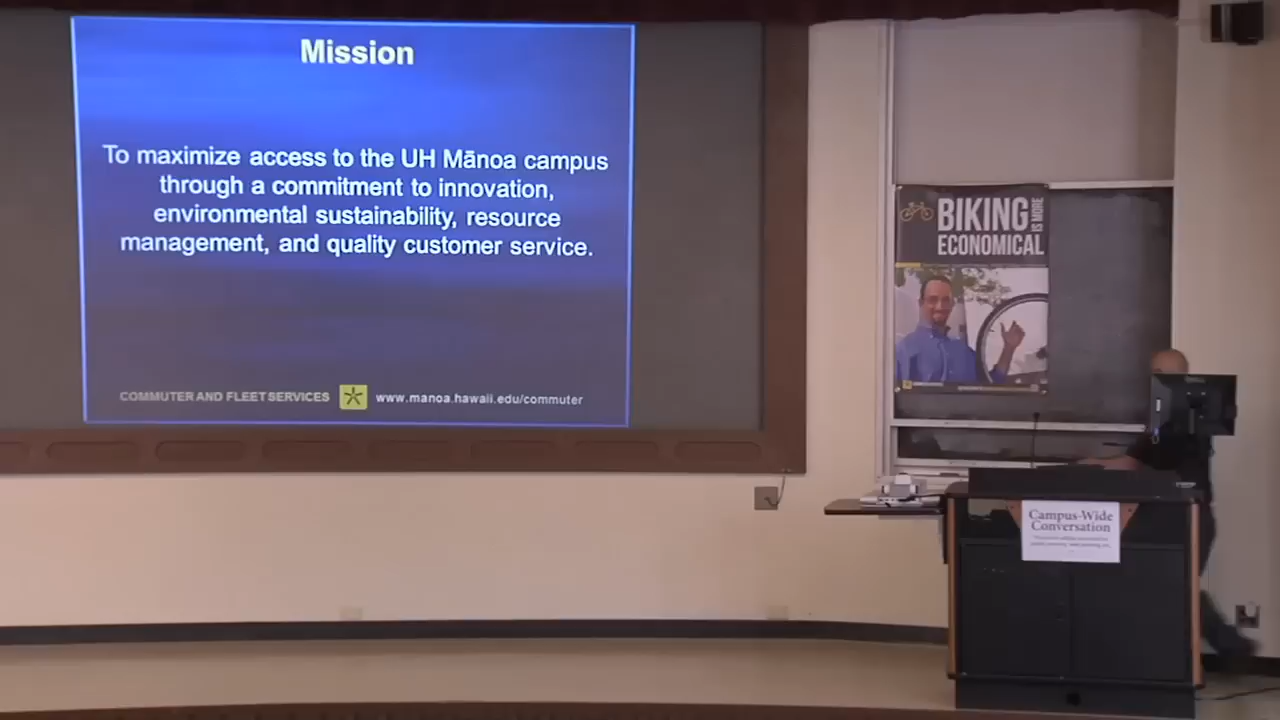 Mission
To maximize access to the UH Mānoa campus
through a commitment to innovation,
environmental sustainability, resource
management, and quality customer service.
COMMUTER AND FLEET SERVICES
www.manoa.hawaii.edu/commuter
BIKING
IS MORE
ECONOMICAL
Campus-Wide
Conversation